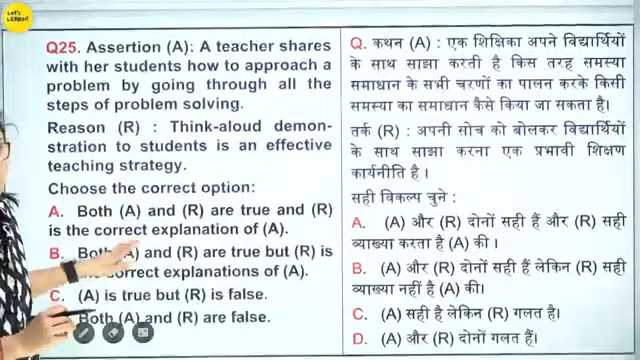 Let's
LEARN!
Q25. Assertion (A): A teacher shares
with her students how to approach a
problem by going through all the
steps of problem solving.
Reason (R) : Think-aloud demon-
stration to students is an effective
teaching strategy.
Choose the correct option:
A. Both (A) and (R) are true and (R)
is the correct explanation of (A).
B. Both (A) and (R) are true but (R) is
correct explanations of (A).
C. (A) is true but (R) is false.
Both (A) and (R) are false.
Q. कथन (A) : एक शिक्षिका अपने विद्यार्थियों
के साथ साझा करती है किस तरह समस्या
समाधान के सभी चरणों का पालन करके किसी
समस्या का समाधान कैसे किया जा सकता है।
तर्क (R) : अपनी सोच को बोलकर विद्यार्थियों
के साथ साझा करना एक प्रभावी शिक्षण
कार्यनीति है ।
सही विकल्प चुने :
A. (A) और (R) दोनों सही हैं और (R) सही
व्याख्या करता है (A) की ।
B. (A) और (R) दोनों सही हैं लेकिन (R) सही
व्याख्या नहीं है (A) की।
C. (A) सही है लेकिन (R) गलत है।
D. (A) और (R) दोनों गलत हैं।